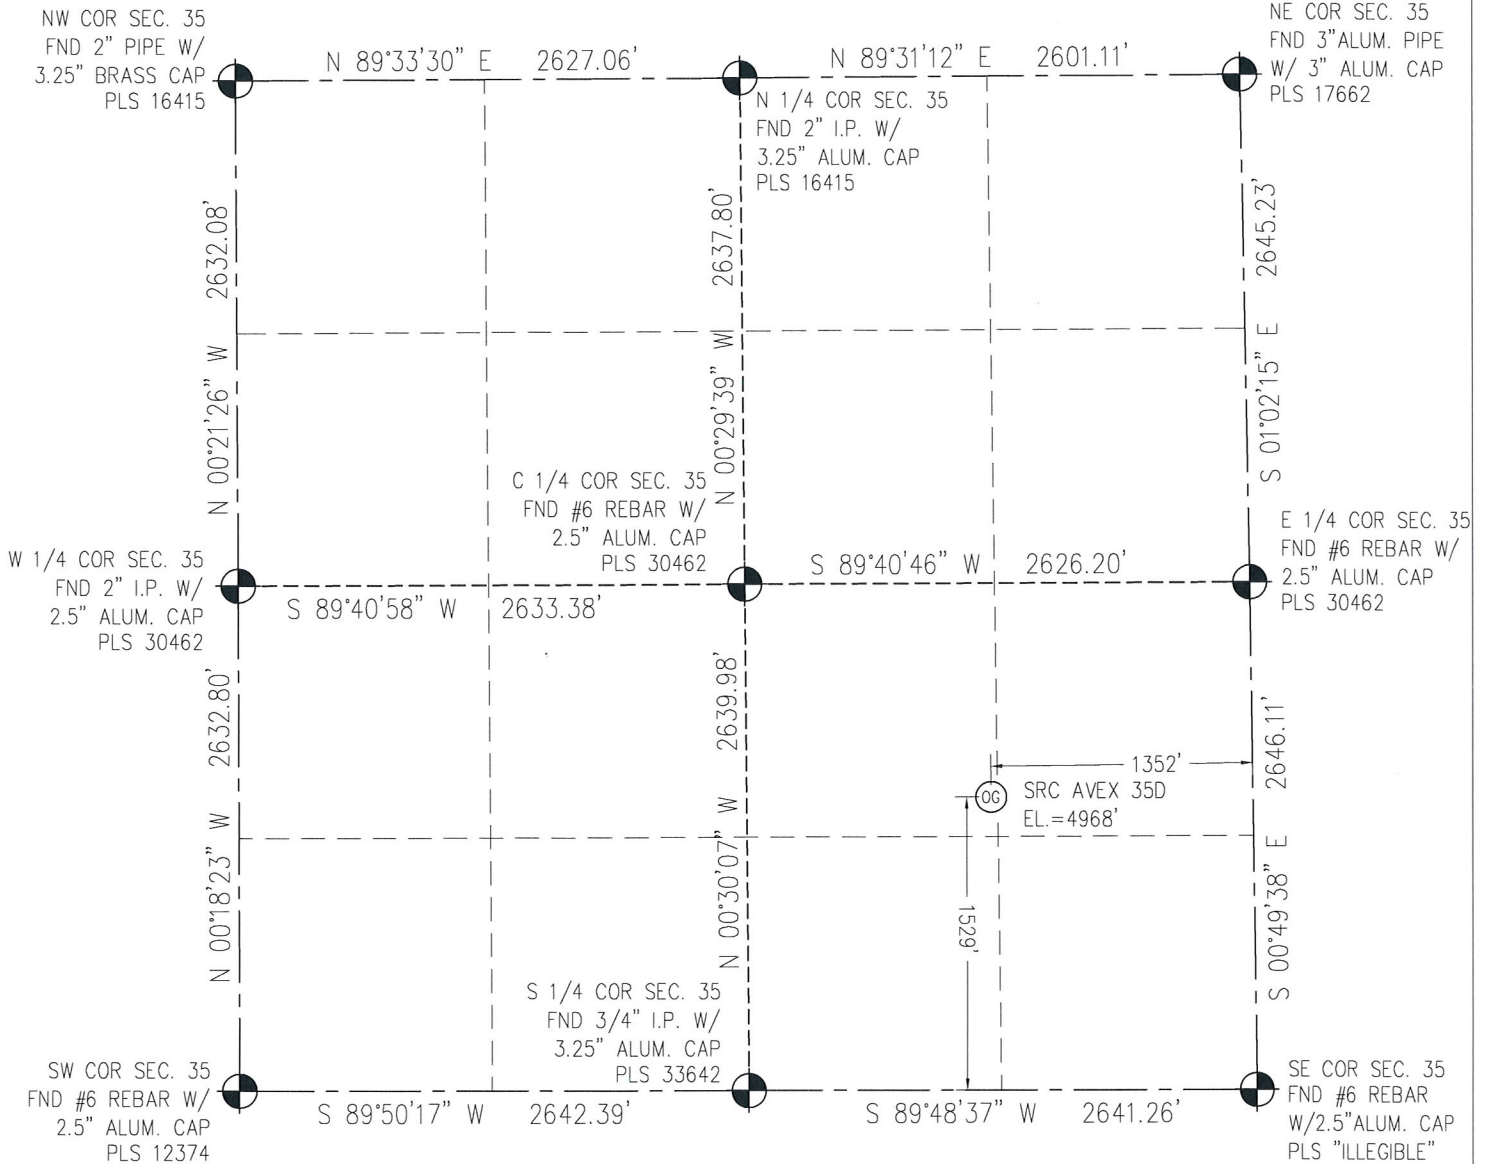 NW COR SEC. 35
FND 2" PIPE W/
3.25" BRASS CAP
PLS 16415
N 89°33'30" E 2627.06'
N 89°31'12" E 2601.11'
NE COR SEC. 35
FND 3"ALUM. PIPE
W/ 3" ALUM. CAP
PLS 17662
N 1/4 COR SEC. 35
FND 2" I.P. W/
3.25" ALUM. CAP
PLS 16415
N 00°21'26" W 2632.08'
N 00°29'39" W 2637.80'
S 01°02'15" E 2645.23'
C 1/4 COR SEC. 35
FND #6 REBAR W/
2.5" ALUM. CAP
PLS 30462
W 1/4 COR SEC. 35
FND 2" I.P. W/
2.5" ALUM. CAP
PLS 30462
S 89°40'58" W 2633.38'
S 89°40'46" W 2626.20'
E 1/4 COR SEC. 35
FND #6 REBAR W/
2.5" ALUM. CAP
PLS 30462
N 00°18'23" W 2632.80'
N 00°30'07" W 2639.98'
S 00°49'38" E 2646.11'
1352'
OG
SRC AVEX 35D
EL.=4968'
1529'
S 1/4 COR SEC. 35
FND 3/4" I.P. W/
3.25" ALUM. CAP
PLS 33642
SW COR SEC. 35
FND #6 REBAR W/
2.5" ALUM. CAP
PLS 12374
S 89°50'17" W 2642.39'
S 89°48'37" W 2641.26'
SE COR SEC. 35
FND #6 REBAR
W/2.5"ALUM. CAP
PLS "ILLEGIBLE"